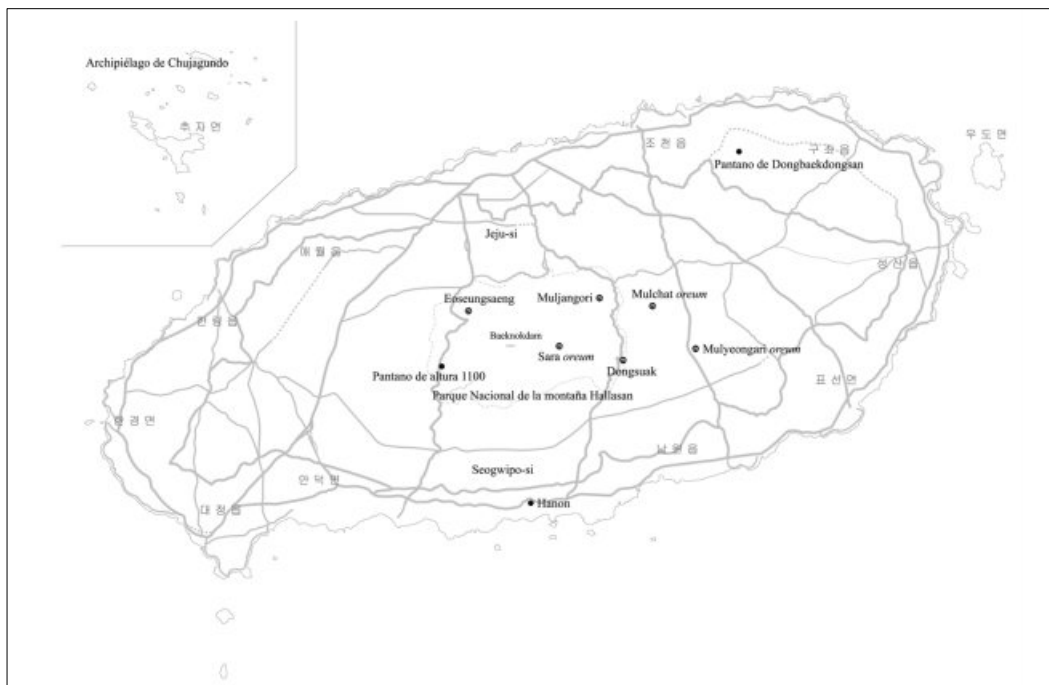 Archipiélago de Chujagundo
추자면
우도면
조천읍
구좌읍
Pantano de Dongbaekdongsan
Jeju-si
애월읍
성산읍
Muljangori
Mulchat oreum
Eoseungsaeng
한림읍
Baeknokdam
Sara oreum
Mulyeongari oreum
Dongsuak
Pantano de altura 1100
표선면
Parque Nacional de la montaña Hallasan
한경면
남원읍
Seogwipo-si
안덕면
Hanon
대정읍